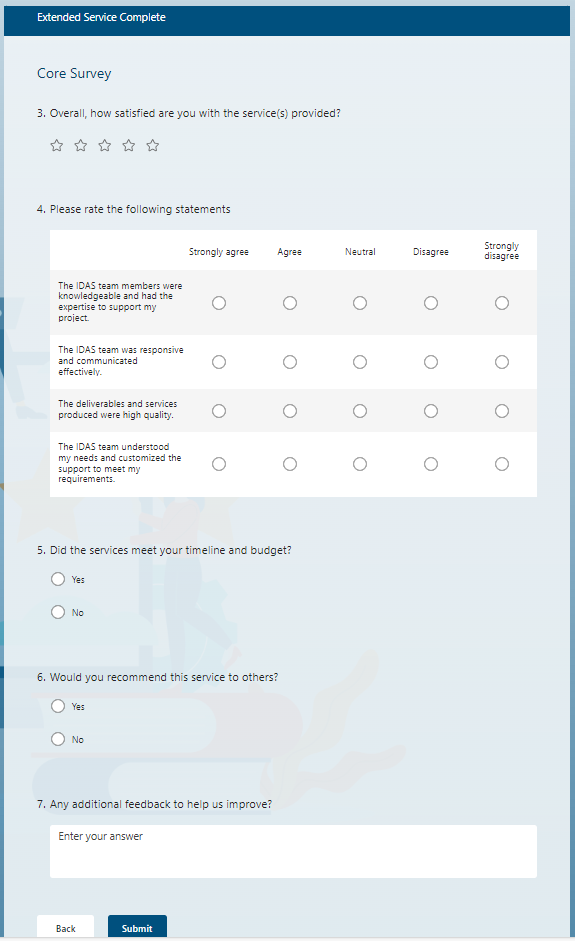 Extended Service Complete
Core Survey
3. Overall, how satisfied are you with the service(s) provided?
4. Please rate the following statements
Strongly agree
Agree
Neutral
Disagree
Strongly
disagree
The IDAS team members were
knowledgeable and had the
expertise to support my
project.
The IDAS team was responsive
and communicated
effectively.
The deliverables and services
produced were high quality.
The IDAS team understood
my needs and customized the
support to meet my
requirements.
5. Did the services meet your timeline and budget?
Yes
No
6. Would you recommend this service to others?
Yes
No
7. Any additional feedback to help us improve?
Enter your answer
Back
Submit